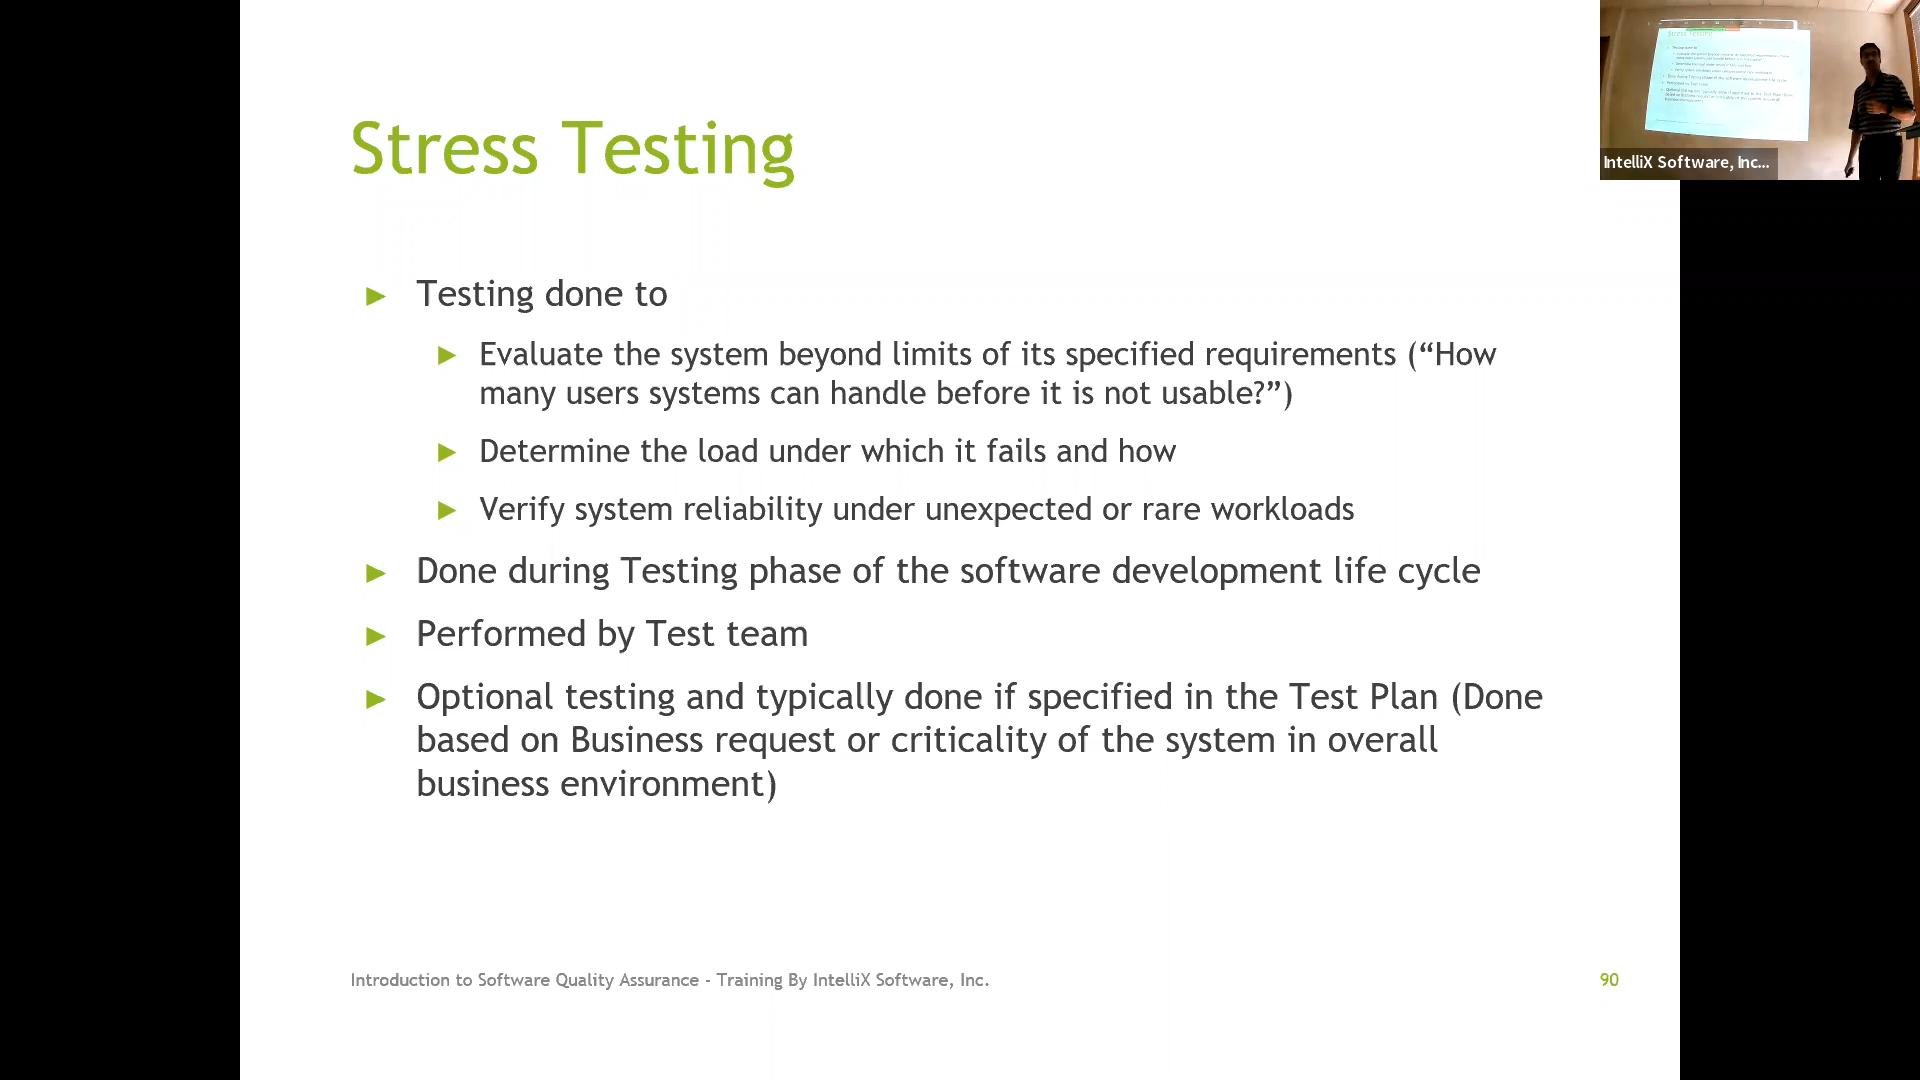 Stress Testing
Testing done to
Evaluate the system beyond limits of its specified requirements (“How
many users systems can handle before it is not usable?”)
Determine the load under which it fails and how
Verify system reliability under unexpected or rare workloads
Done during Testing phase of the software development life cycle
Performed by Test team
Optional testing and typically done if specified in the Test Plan (Done
based on Business request or criticality of the system in overall
business environment)
Introduction to Software Quality Assurance - Training By IntelliX Software, Inc.
90
Stress Testing
IntelliX Software, Inc...